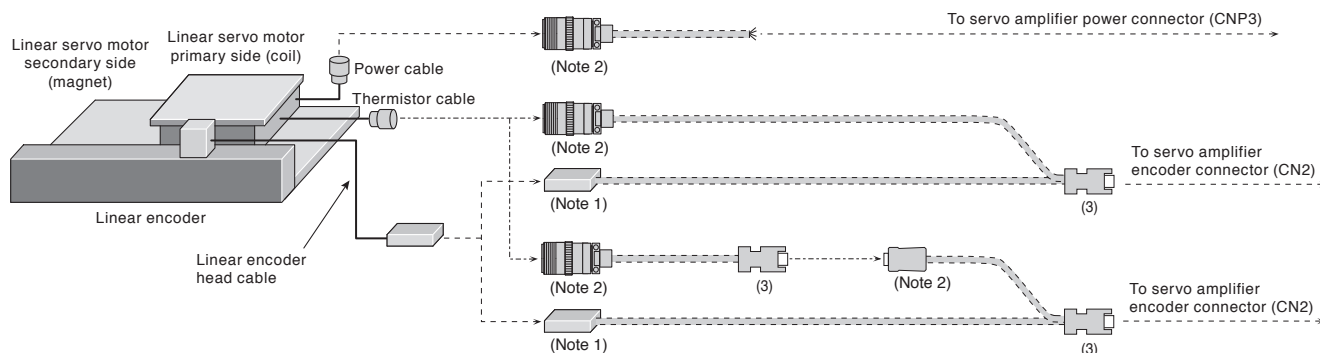 To servo amplifier power connector (CNP3)
Linear servo motor
secondary side
(magnet)
Linear servo motor
primary side (coil)
Power cable
(Note 2)
Thermistor cable
(Note 2)
To servo amplifier
encoder connector (CN2)
(Note 1)
(3)
Linear encoder
Linear encoder
head cable
(Note 2)
(3)
(Note 2)
To servo amplifier
encoder connector (CN2)
(Note 1)
(3)